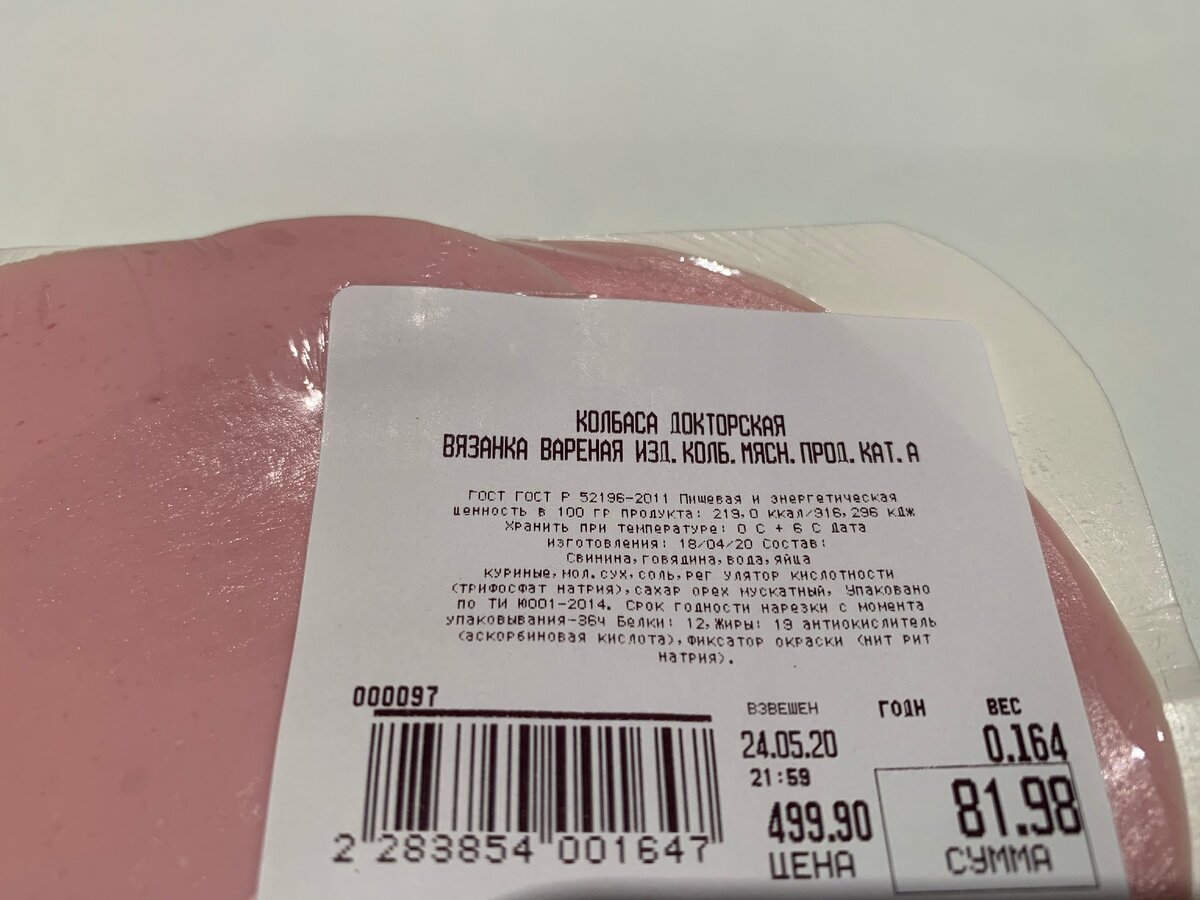 КОЛБАСА ДОКТОРСКАЯ
ВЯЗАНКА ВАРЕНАЯ ИЗД. КОЛБ. МЯСН. ПРОД. КАТ. А
ГОСТ ГОСТ Р 52196-2011 Пищевая и энергетическая
ценность в 100 гр продукта: 219,0 ккал/916,296 кДж
Хранить при температуре: 0 С + 6 С Дата
изготовления: 18/04/20 Состав:
Свинина, говядина, вода, яйца
куриные, мол. сух, соль, рег улятор кислотности
(трифосфат натрия), сахар орех мускатный, Упаковано
по ТИ Ю001-2014. Срок годности нарезки с момента
упаковывания-36ч Белки: 12, Жиры: 19 антиокислитель
(аскорбиновая кислота), фиксатор окраски (нит рит
натрия).
000097
ВЗВЕШЕН ГОДН ВЕС
24.05.20 0.164
21:59
499.90 81.98
ЦЕНА СУММА
2 283854 001647